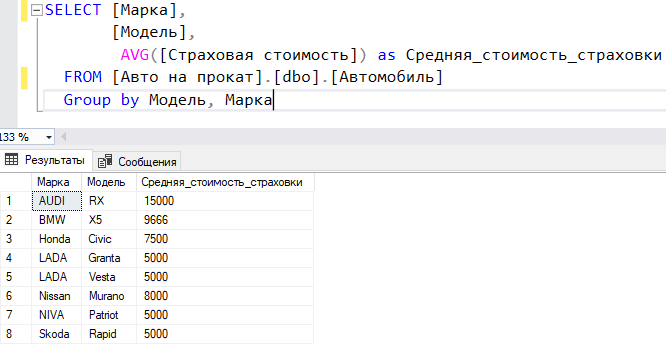 SELECT [Марка],
[Модель],
AVG([Страховая стоимость]) as Средняя_стоимость_страховки
FROM [Авто на прокат].[dbo].[Автомобиль]
Group by Модель, Марка
133 %
Результаты Сообщения
Марка Модель Средняя_стоимость_страховки
1 AUDI RX 15000
2 BMW X5 9666
3 Honda Civic 7500
4 LADA Granta 5000
5 LADA Vesta 5000
6 Nissan Murano 8000
7 NIVA Patriot 5000
8 Skoda Rapid 5000